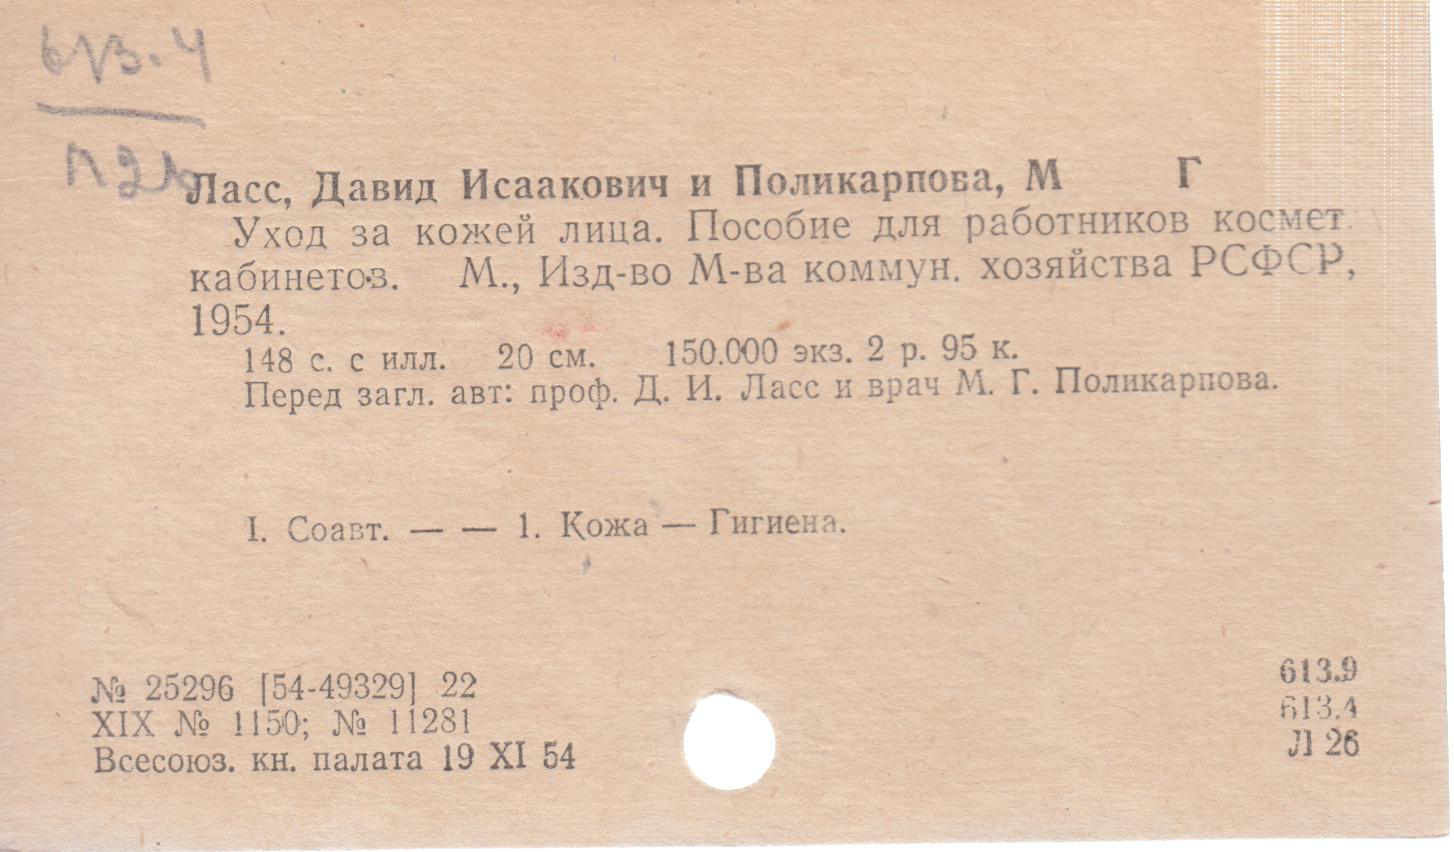 613.4
Л26
Ласс, Давид Исаакович и Поликарпова, М Г
Уход за кожей лица. Пособие для работников космет.
кабинетов. М., Изд-во М-ва коммун. хозяйства РСФСР,
1954.
148 с. с илл. 20 см. 150.000 экз. 2 р. 95 к.
Перед загл. авт: проф. Д. И. Ласс и врач М. Г. Поликарпова.
I. Соавт. — — 1. Кожа — Гигиена.
№ 25296 [54-49329] 22
XIX № 1150; № 11281
Всесоюз. кн. палата 19 XI 54
613.9
613.4
Л 26